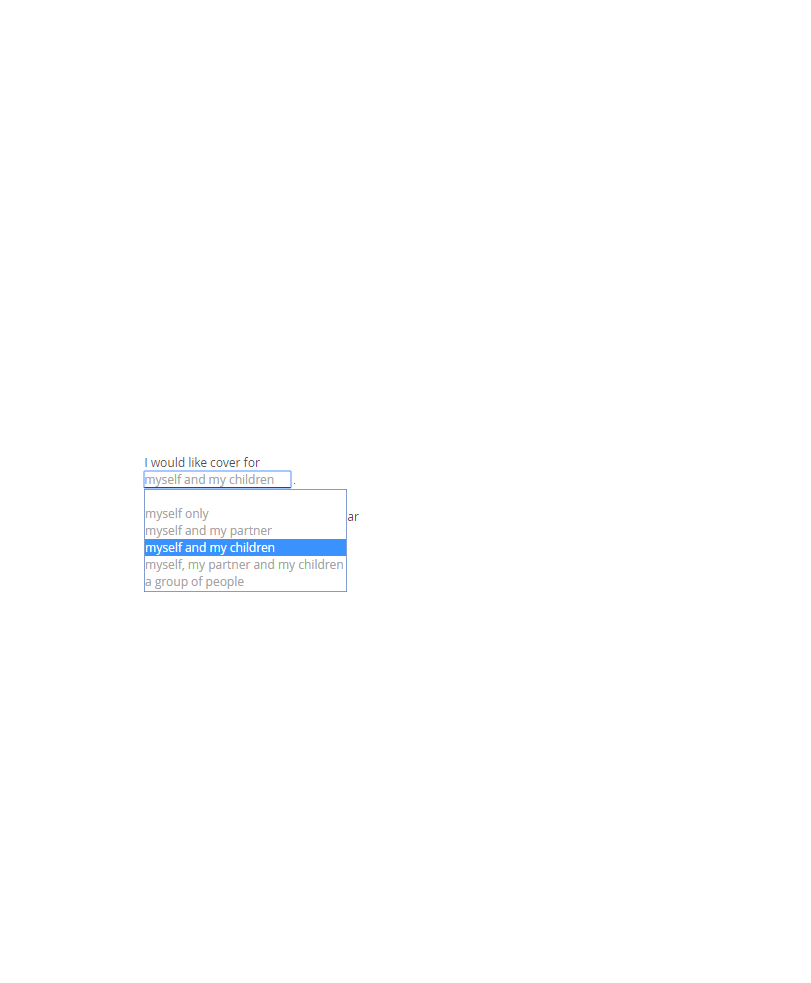 I would like cover for
myself and my children .
myself only
ar
myself and my partner
myself and my children
myself, my partner and my children
a group of people